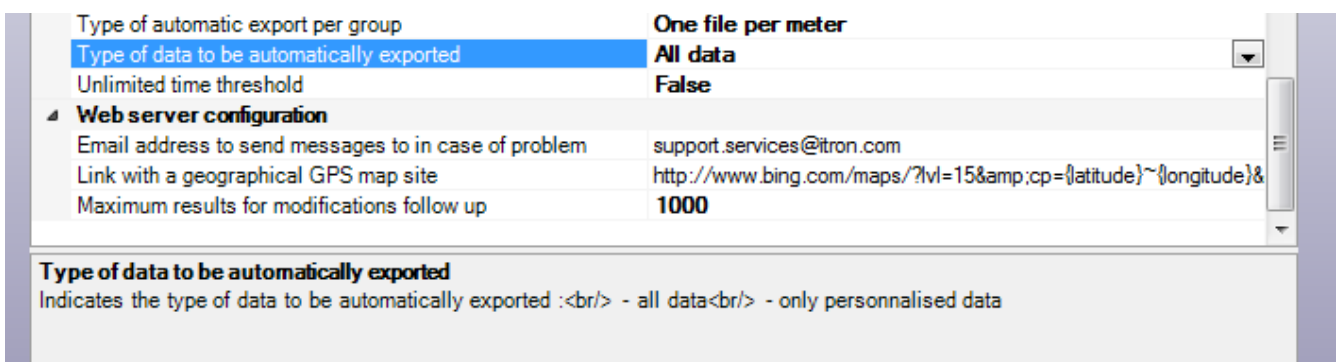 Type of automatic export per group One file per meter
Type of data to be automatically exported All data
Unlimited time threshold False
Web server configuration
Email address to send messages to in case of problem support.services@itron.com
Link with a geographical GPS map site http://www.bing.com/maps/?lvl=15&amp;cp={latitude}~{longitude}&
Maximum results for modifications follow up 1000
Type of data to be automatically exported
Indicates the type of data to be automatically exported :<br/> - all data<br/> - only personnalised data